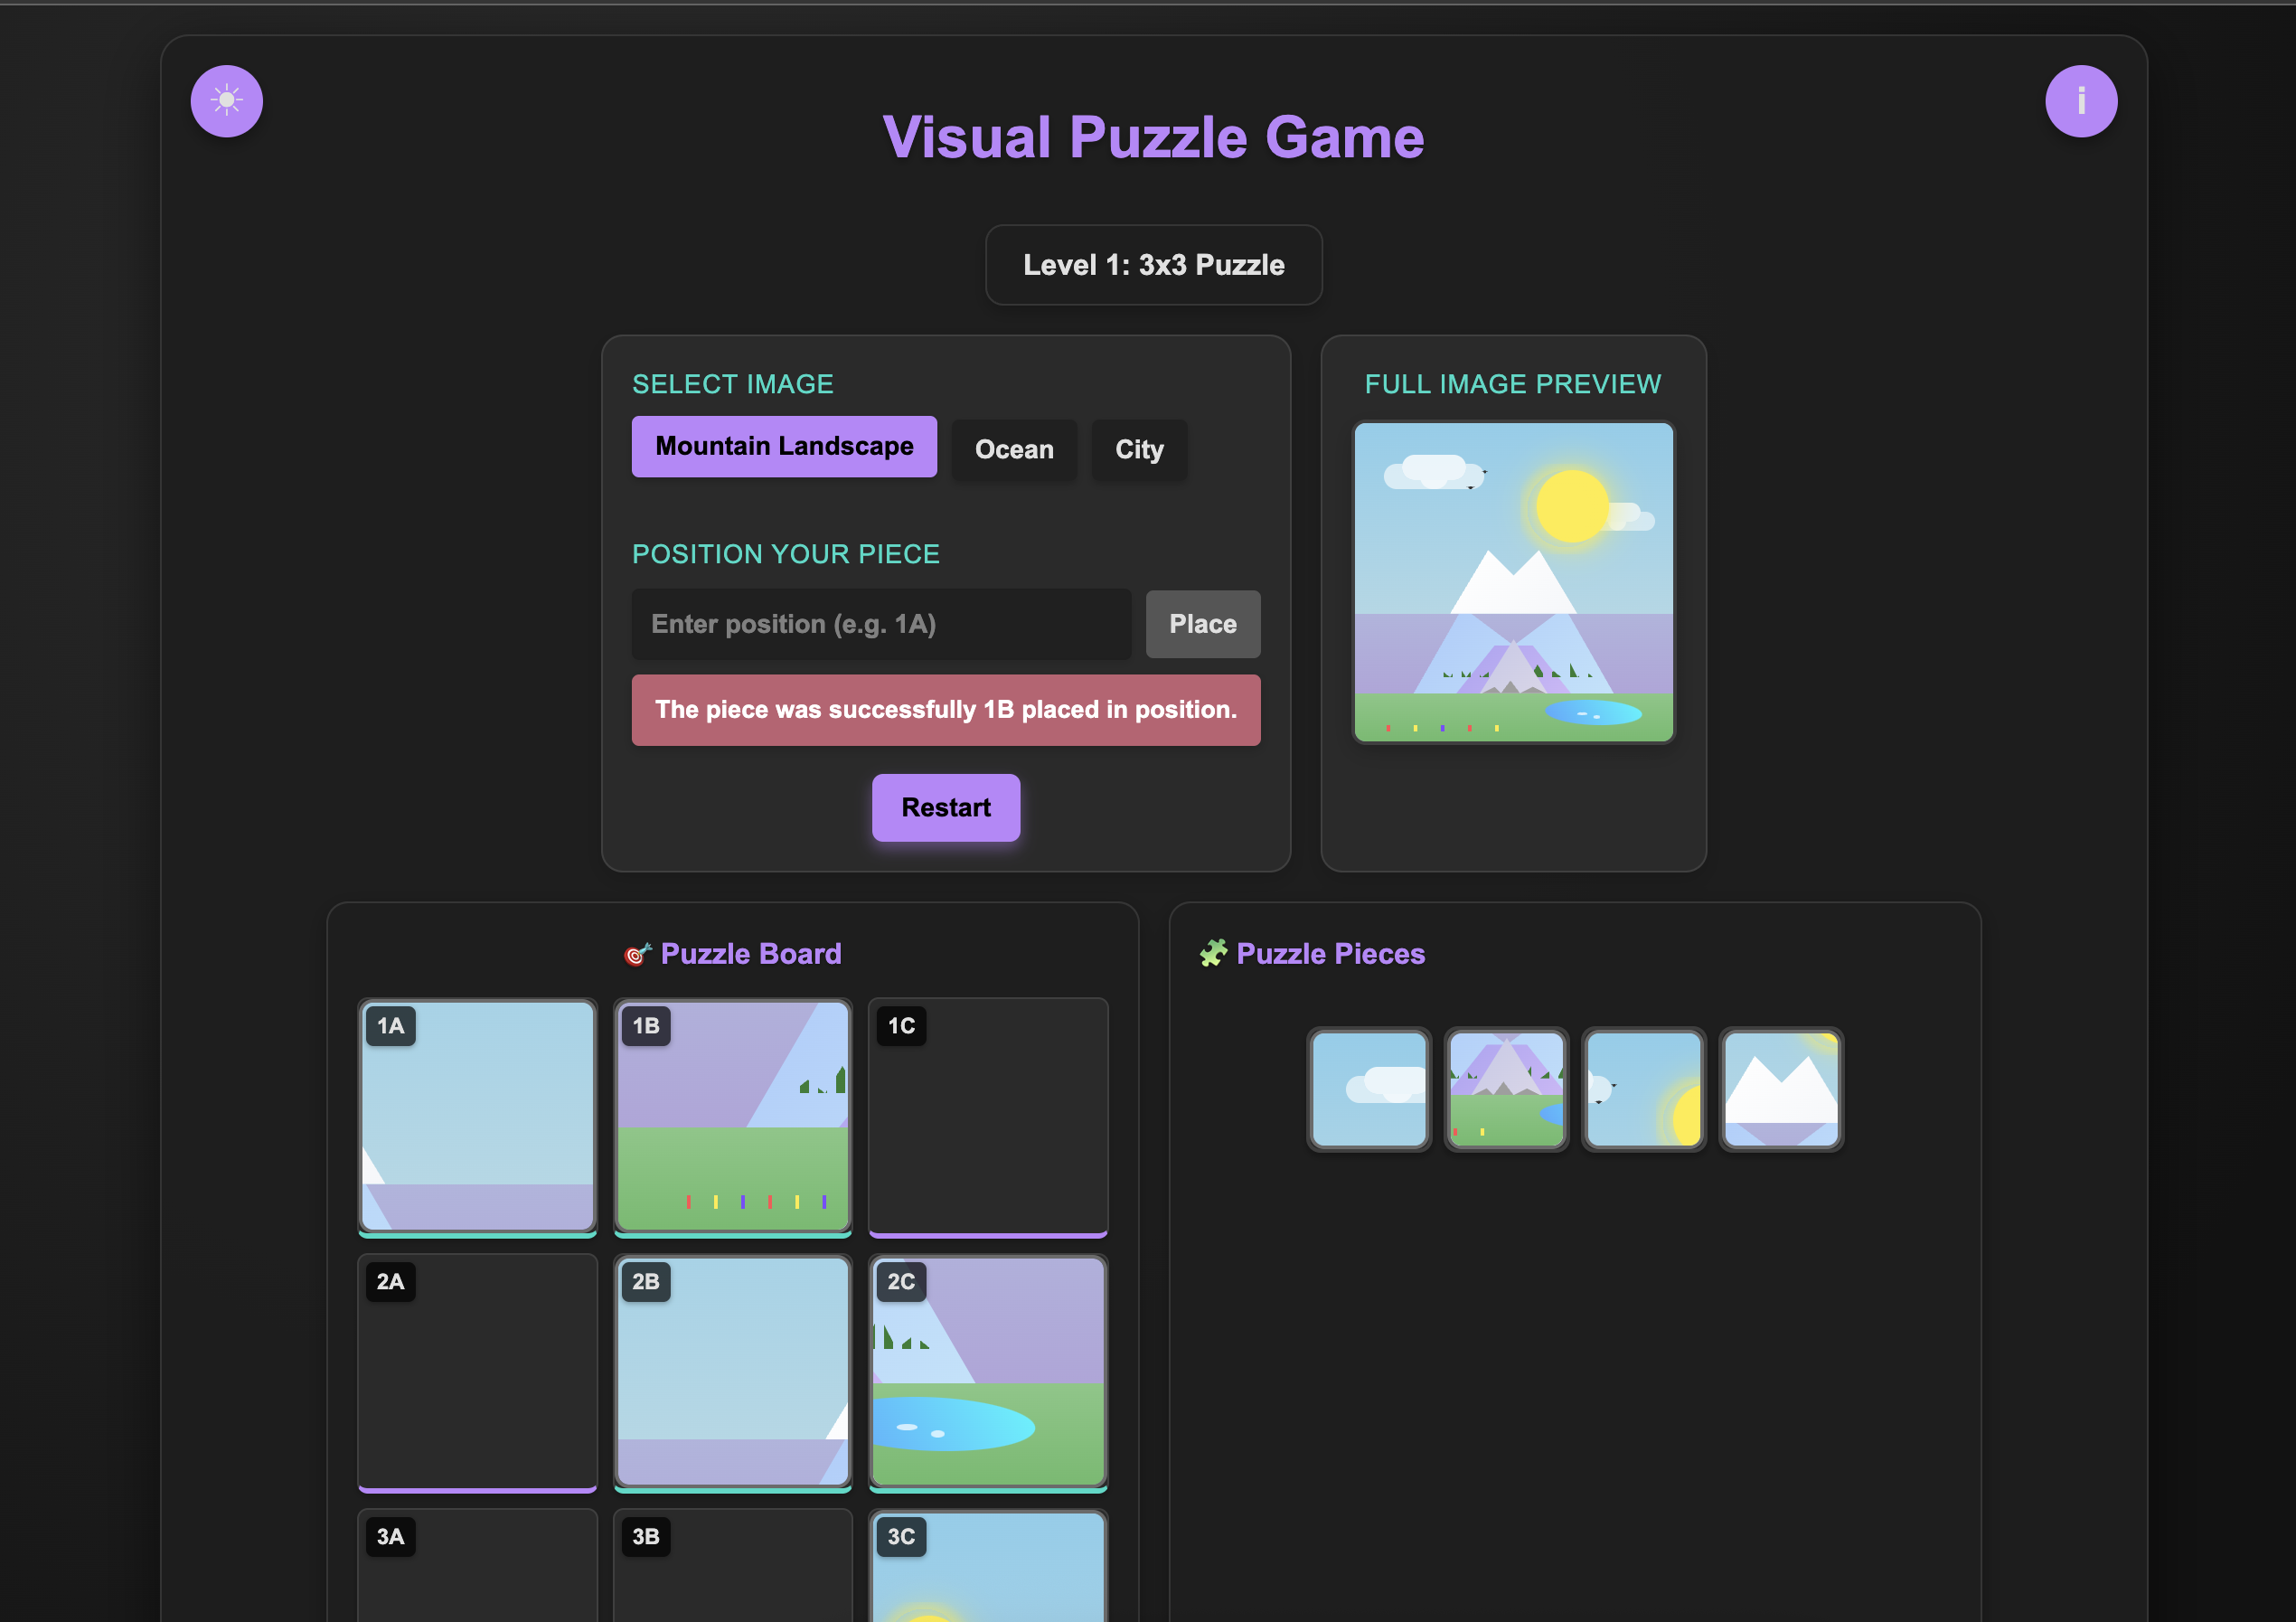 i
Visual Puzzle Game
Level 1: 3x3 Puzzle
SELECT IMAGE
Mountain Landscape
Ocean
City
POSITION YOUR PIECE
Enter position (e.g. 1A)
Place
The piece was successfully 1B placed in position.
Restart
FULL IMAGE PREVIEW
Puzzle Board
1A
1B
1C
2A
2B
2C
3A
3B
3C
Puzzle Pieces